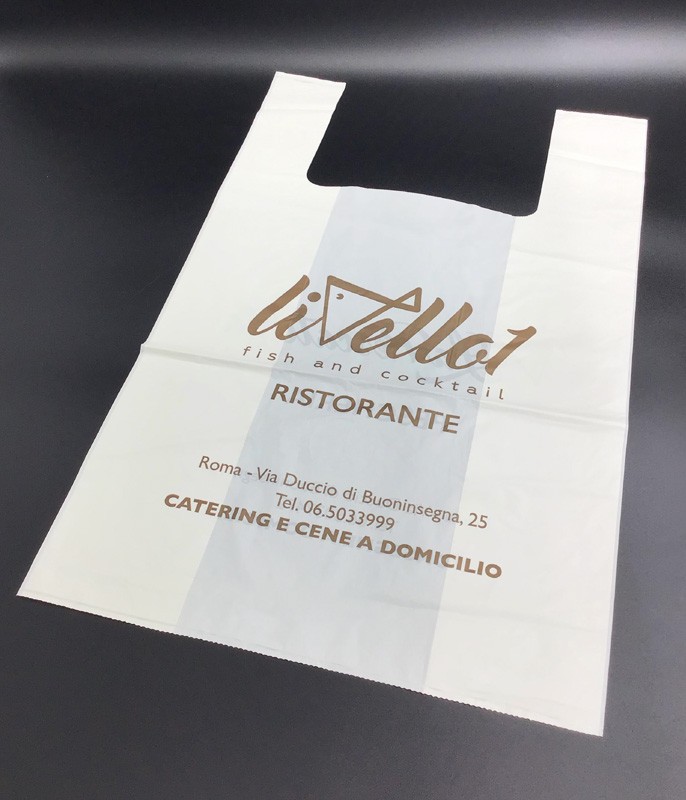 livello1
fish and cocktail
RISTORANTE
Roma - Via Duccio di Buoninsegna, 25
Tel. 06.5033999
CATERING E CENE A DOMICILIO